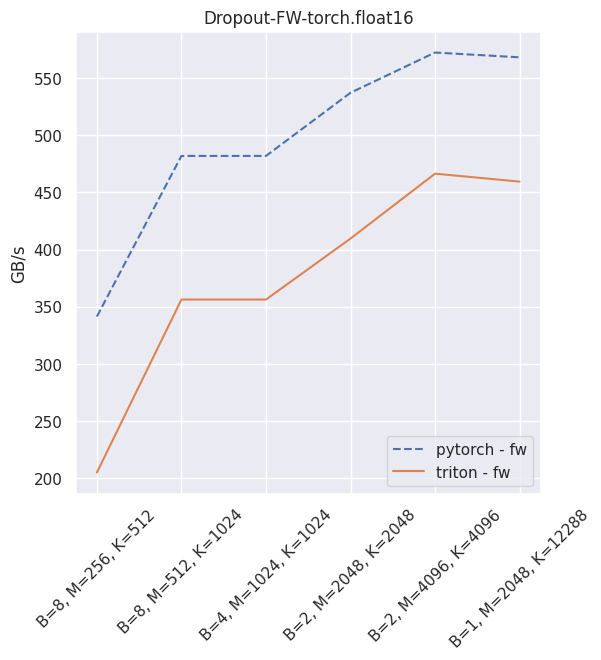 Dropout-FW-torch.float16
GB/s
550
500
450
400
350
300
250
200
pytorch - fw
triton - fw
B=8, M=256, K=512
B=8, M=512, K=1024
B=4, M=1024, K=1024
B=2, M=2048, K=2048
B=2, M=4096, K=4096
B=1, M=2048, K=12288